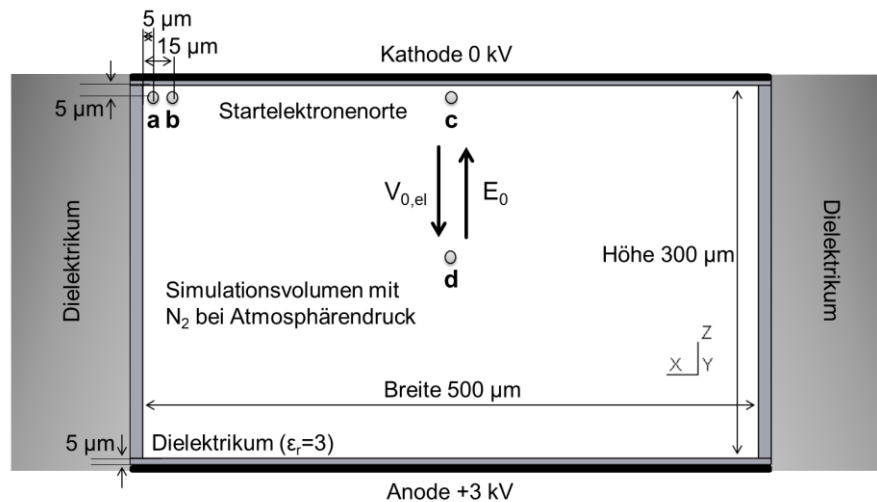 5 µm
15 µm
Kathode 0 kV
5 µm
a b
Startelektronenorte
c
V0,el
E0
Dielektrikum
Dielektrikum
Höhe 300 µm
d
Simulationsvolumen mit
N2 bei Atmosphärendruck
Z
X
Y
Breite 500 µm
5 µm
Dielektrikum (εr=3)
Anode +3 kV